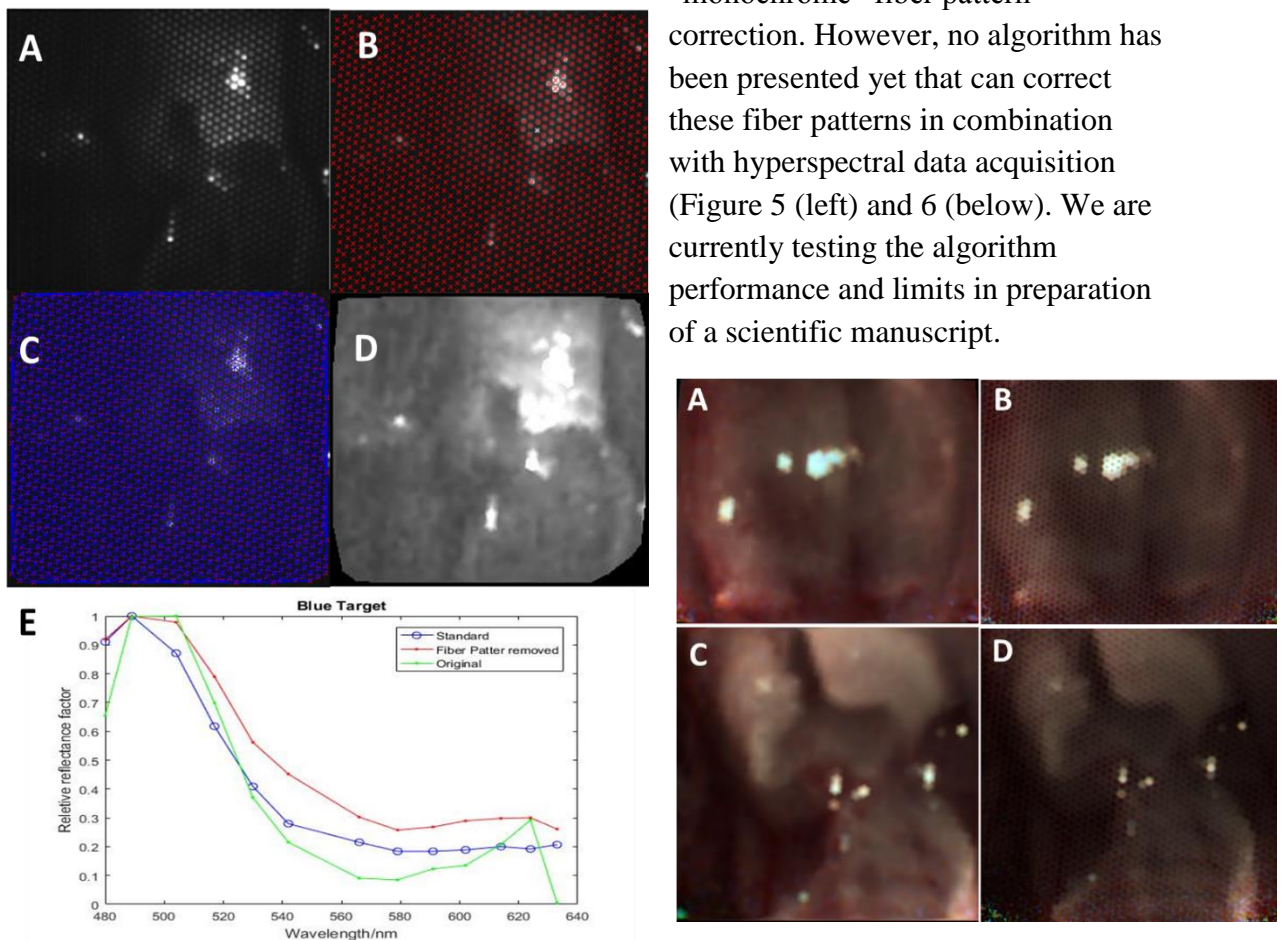 "monochrome" fiber pattern
correction. However, no algorithm has
been presented yet that can correct
these fiber patterns in combination
with hyperspectral data acquisition
(Figure 5 (left) and 6 (below). We are
currently testing the algorithm
performance and limits in preparation
of a scientific manuscript.
A
B
C
D
E
Blue Target
Standard
Fiber Patter removed
Original
1
0.9
0.8
0.7
0.6
0.5
0.4
0.3
0.2
0.1
0
Reletive reflectance factor
480 500 520 540 560 580 600 620 640
Wavelength/nm
A
B
C
D